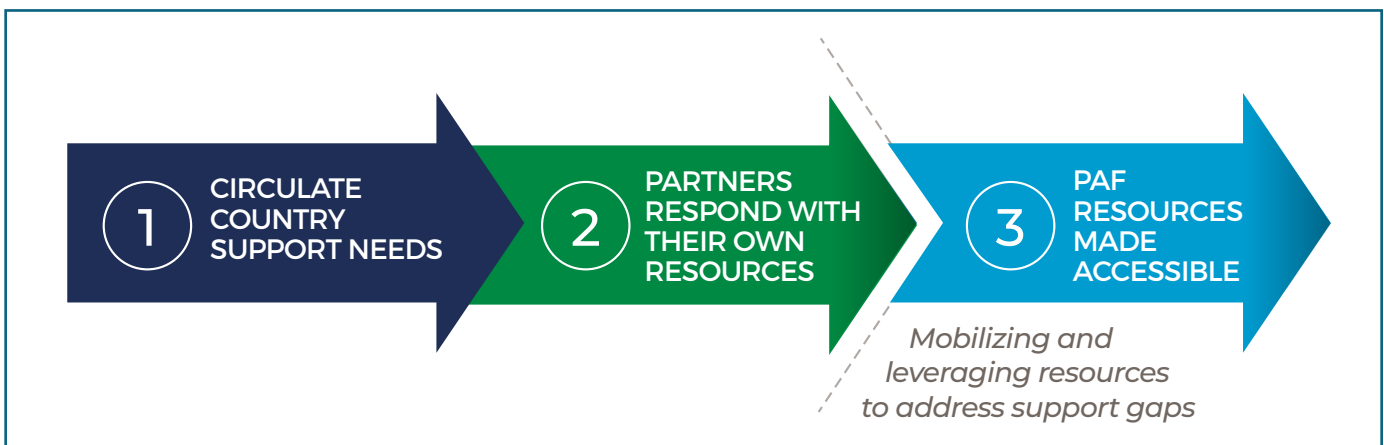 1
CIRCULATE
COUNTRY
SUPPORT NEEDS
2
PARTNERS
RESPOND WITH
THEIR OWN
RESOURCES
3
PAF
RESOURCES
MADE
ACCESSIBLE
Mobilizing and
leveraging resources
to address support gaps